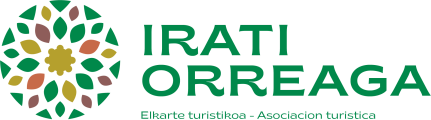 IRATI
ORREAGA
Elkarte turistikoa - Asociacion turistica